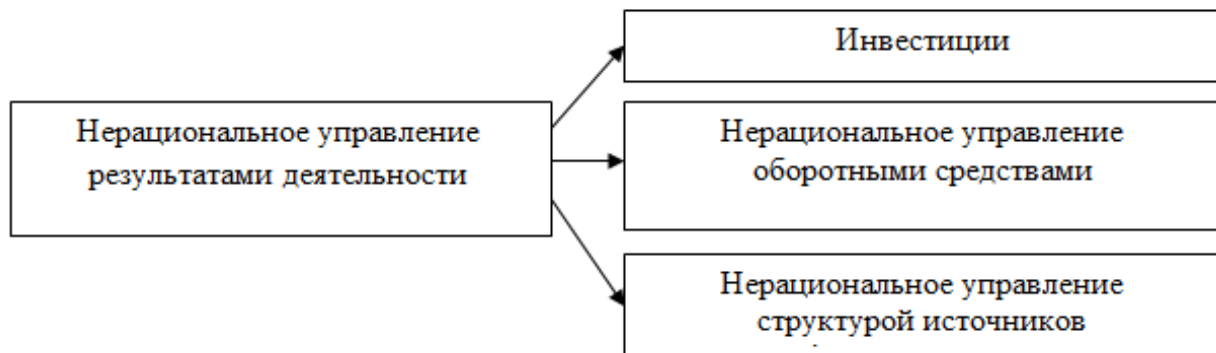 Инвестиции
Нерациональное управление
результатами деятельности
Нерациональное управление
оборотными средствами
Нерациональное управление
структурой источников